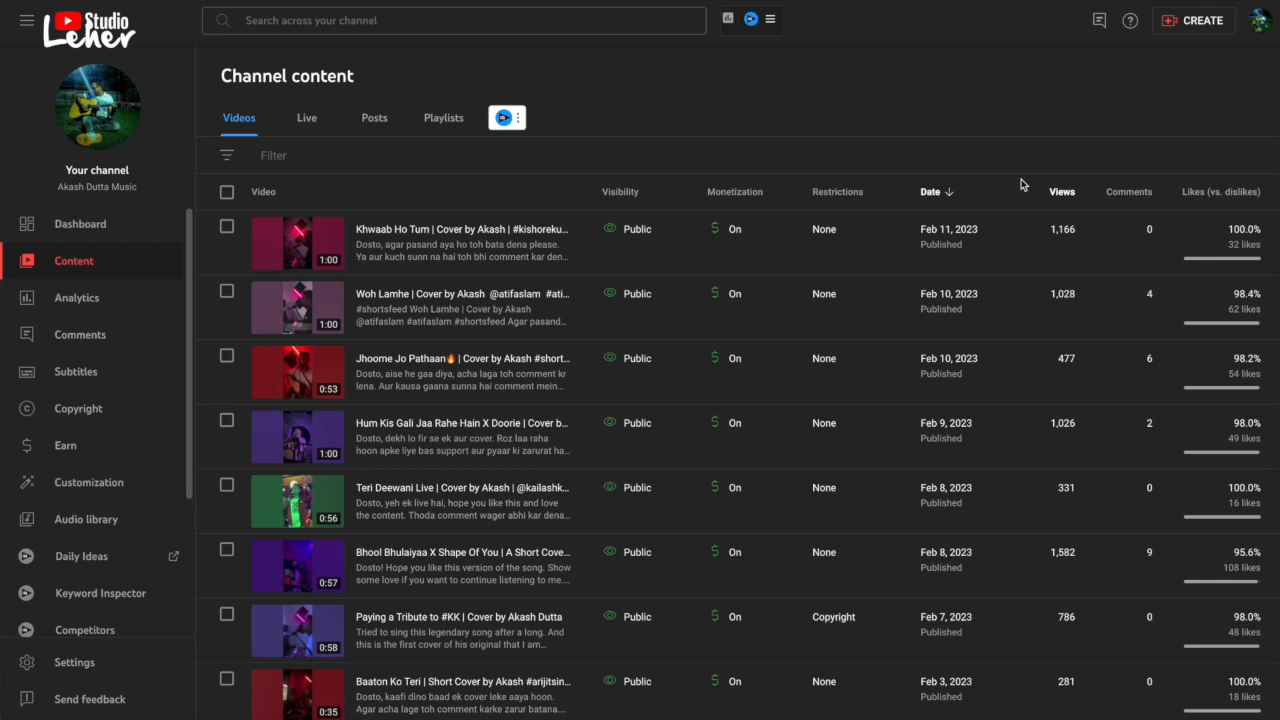 Studio
Leher
Search across your channel
CREATE
Your channel
Akash Dutta Music
Dashboard
Content
Analytics
Comments
Subtitles
Copyright
Earn
Customization
Audio library
Daily Ideas
Keyword Inspector
Competitors
Settings
Send feedback
Channel content
Videos Live Posts Playlists
Filter
Video Visibility Monetization Restrictions Date Views Comments Likes (vs. dislikes)
Khwaab Ho Tum | Cover by Akash | #kishoreku... Public On None Feb 11, 2023 1,166 0 100.0%
Dosto, agar pasand aya ho toh bata dena please. Published 32 likes
1:00 Ya aur kuch sunn na hai toh bhi comment kar den...
Woh Lamhe | Cover by Akash @atifaslam #ati... Public On None Feb 10, 2023 1,028 4 98.4%
#shortsfeed Woh Lamhe | Cover by Akash Published 62 likes
1:00 @atifaslam #atifaslam #shortsfeed Agar pasand...
Jhoome Jo Pathaan🔥 | Cover by Akash #short... Public On None Feb 10, 2023 477 6 98.2%
Dosto, aise he gaa diya, acha laga toh comment kr Published 54 likes
0:53 lena. Aur kausa gaana sunna hai comment mein...
Hum Kis Gali Jaa Rahe Hain X Doorie | Cover b... Public On None Feb 9, 2023 1,026 2 98.0%
Dosto, dekh lo fir se ek aur cover. Roz laa raha Published 49 likes
1:00 hoon apke liye bas support aur pyaar ki zarurat ha...
Teri Deewani Live | Cover by Akash | @kailashk... Public On None Feb 8, 2023 331 0 100.0%
Dosto, yeh ek live hai, hope you like this and love Published 16 likes
0:56 the content. Thoda comment wager abhi kar dena...
Bhool Bhulaiyaa X Shape Of You | A Short Cove... Public On None Feb 8, 2023 1,582 9 95.6%
Dosto! Hope you like this version of the song. Show Published 108 likes
0:57 some love if you want to continue listening to me....
Paying a Tribute to #KK | Cover by Akash Dutta Public On Copyright Feb 7, 2023 786 0 98.0%
Tried to sing this legendary song after a long. And Published 48 likes
0:58 this is the first cover of his original that I am...
Baaton Ko Teri | Short Cover by Akash #arijitsin... Public On None Feb 3, 2023 281 0 100.0%
Dosto, kaafi dino baad ek cover leke aaya hoon. Published 18 likes
0:35 Agar acha lage toh comment karke zarur batana....